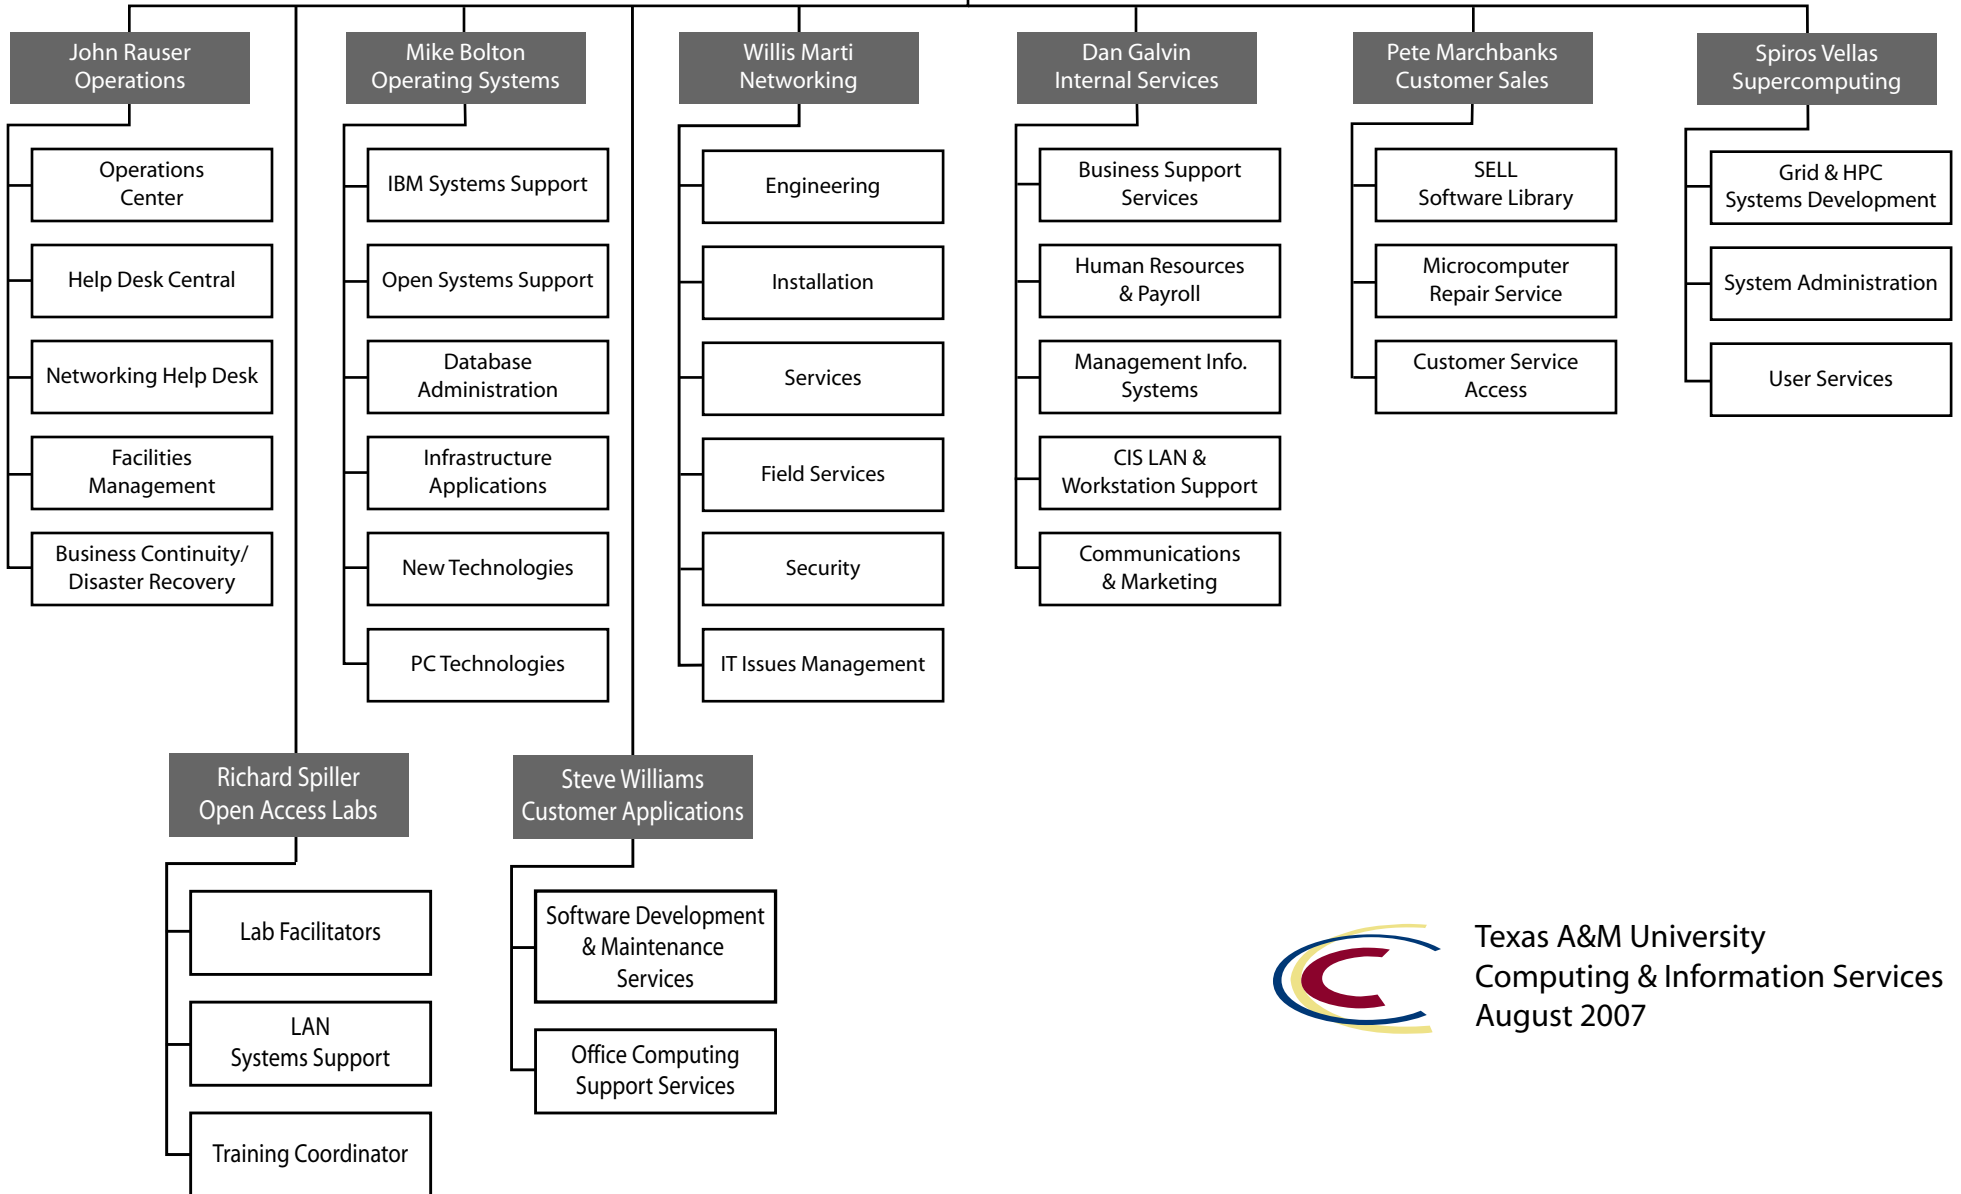 John Rauser
Operations
Operations
Center
Help Desk Central
Networking Help Desk
Facilities
Management
Business Continuity/
Disaster Recovery
Mike Bolton
Operating Systems
IBM Systems Support
Open Systems Support
Database
Administration
Infrastructure
Applications
New Technologies
PC Technologies
Willis Marti
Networking
Engineering
Installation
Services
Field Services
Security
IT Issues Management
Dan Galvin
Internal Services
Business Support
Services
Human Resources
& Payroll
Management Info.
Systems
CIS LAN &
Workstation Support
Communications
& Marketing
Pete Marchbanks
Customer Sales
SELL
Software Library
Microcomputer
Repair Service
Customer Service
Access
Spiros Vellas
Supercomputing
Grid & HPC
Systems Development
System Administration
User Services
Richard Spiller
Open Access Labs
Lab Facilitators
LAN
Systems Support
Training Coordinator
Steve Williams
Customer Applications
Software Development
& Maintenance
Services
Office Computing
Support Services
Texas A&M University
Computing & Information Services
August 2007